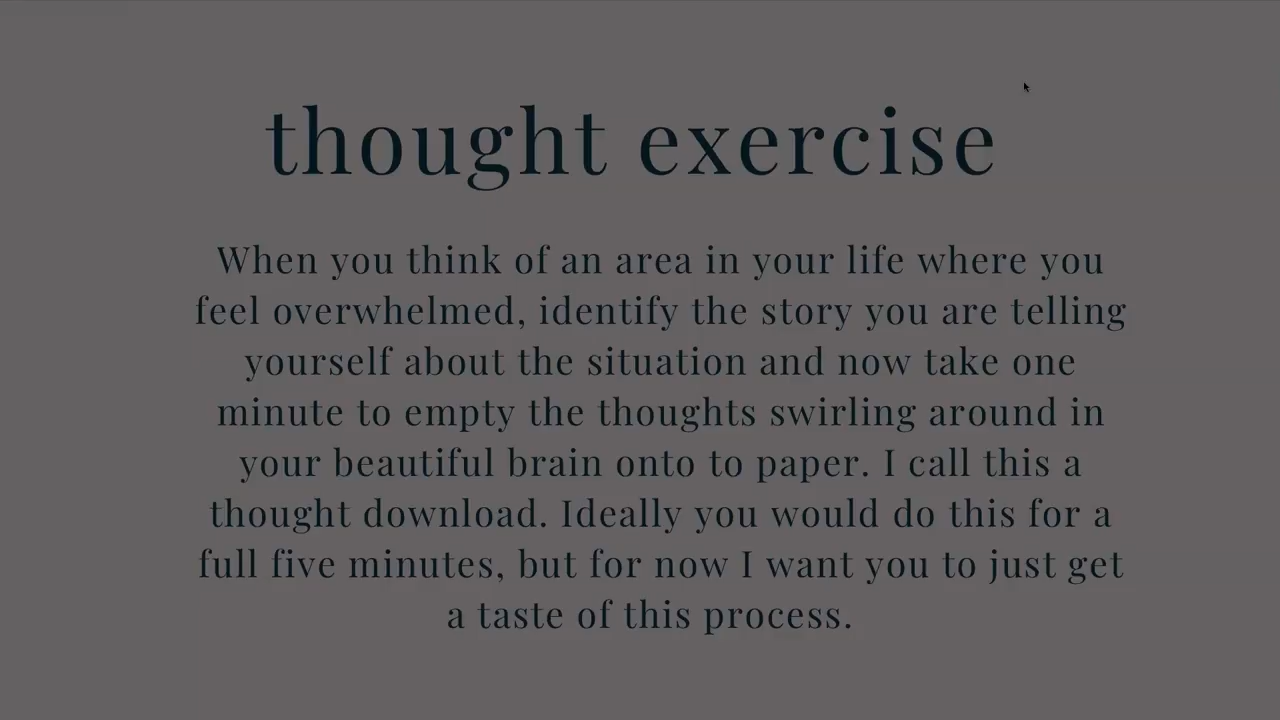 thought exercise
When you think of an area in your life where you
feel overwhelmed, identify the story you are telling
yourself about the situation and now take one
minute to empty the thoughts swirling around in
your beautiful brain onto to paper. I call this a
thought download. Ideally you would do this for a
full five minutes, but for now I want you to just get
a taste of this process.